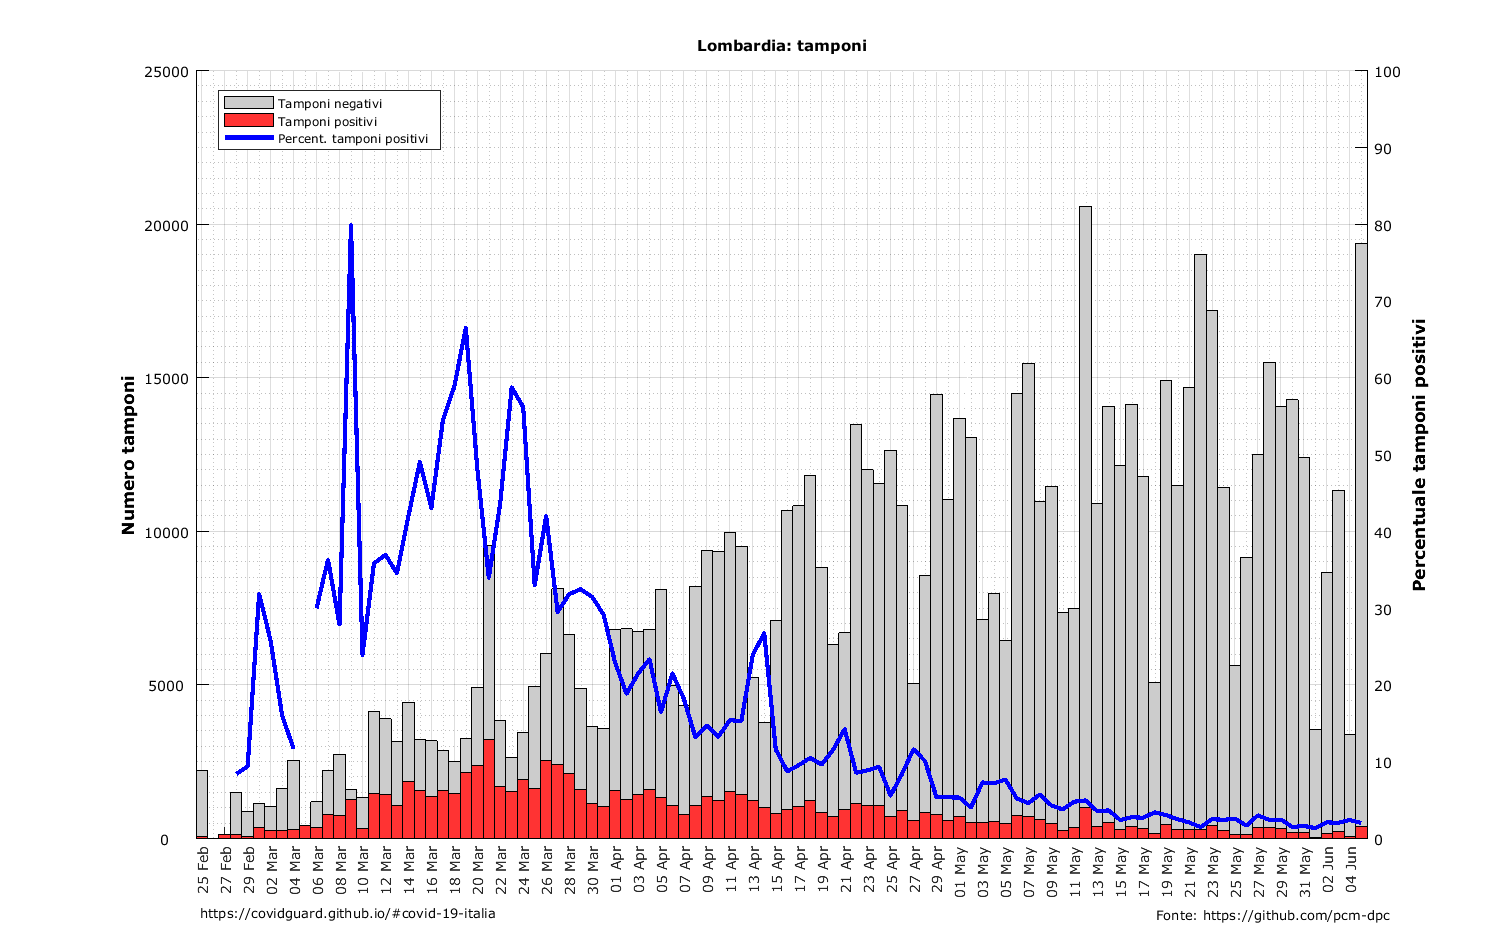 Lombardia: tamponi
25000
20000
15000
10000
5000
0
Numero tamponi
Tamponi negativi
Tamponi positivi
Percent. tamponi positivi
100
90
80
70
60
50
40
30
20
10
0
Percentuale tamponi positivi
25 Feb
27 Feb
29 Feb
02 Mar
04 Mar
06 Mar
08 Mar
10 Mar
12 Mar
14 Mar
16 Mar
18 Mar
20 Mar
22 Mar
24 Mar
26 Mar
28 Mar
30 Mar
01 Apr
03 Apr
05 Apr
07 Apr
09 Apr
11 Apr
13 Apr
15 Apr
17 Apr
19 Apr
21 Apr
23 Apr
25 Apr
27 Apr
29 Apr
01 May
03 May
05 May
07 May
09 May
11 May
13 May
15 May
17 May
19 May
21 May
23 May
25 May
27 May
29 May
31 May
02 Jun
04 Jun
https://covidguard.github.io/#covid-19-italia
Fonte: https://github.com/pcm-dpc